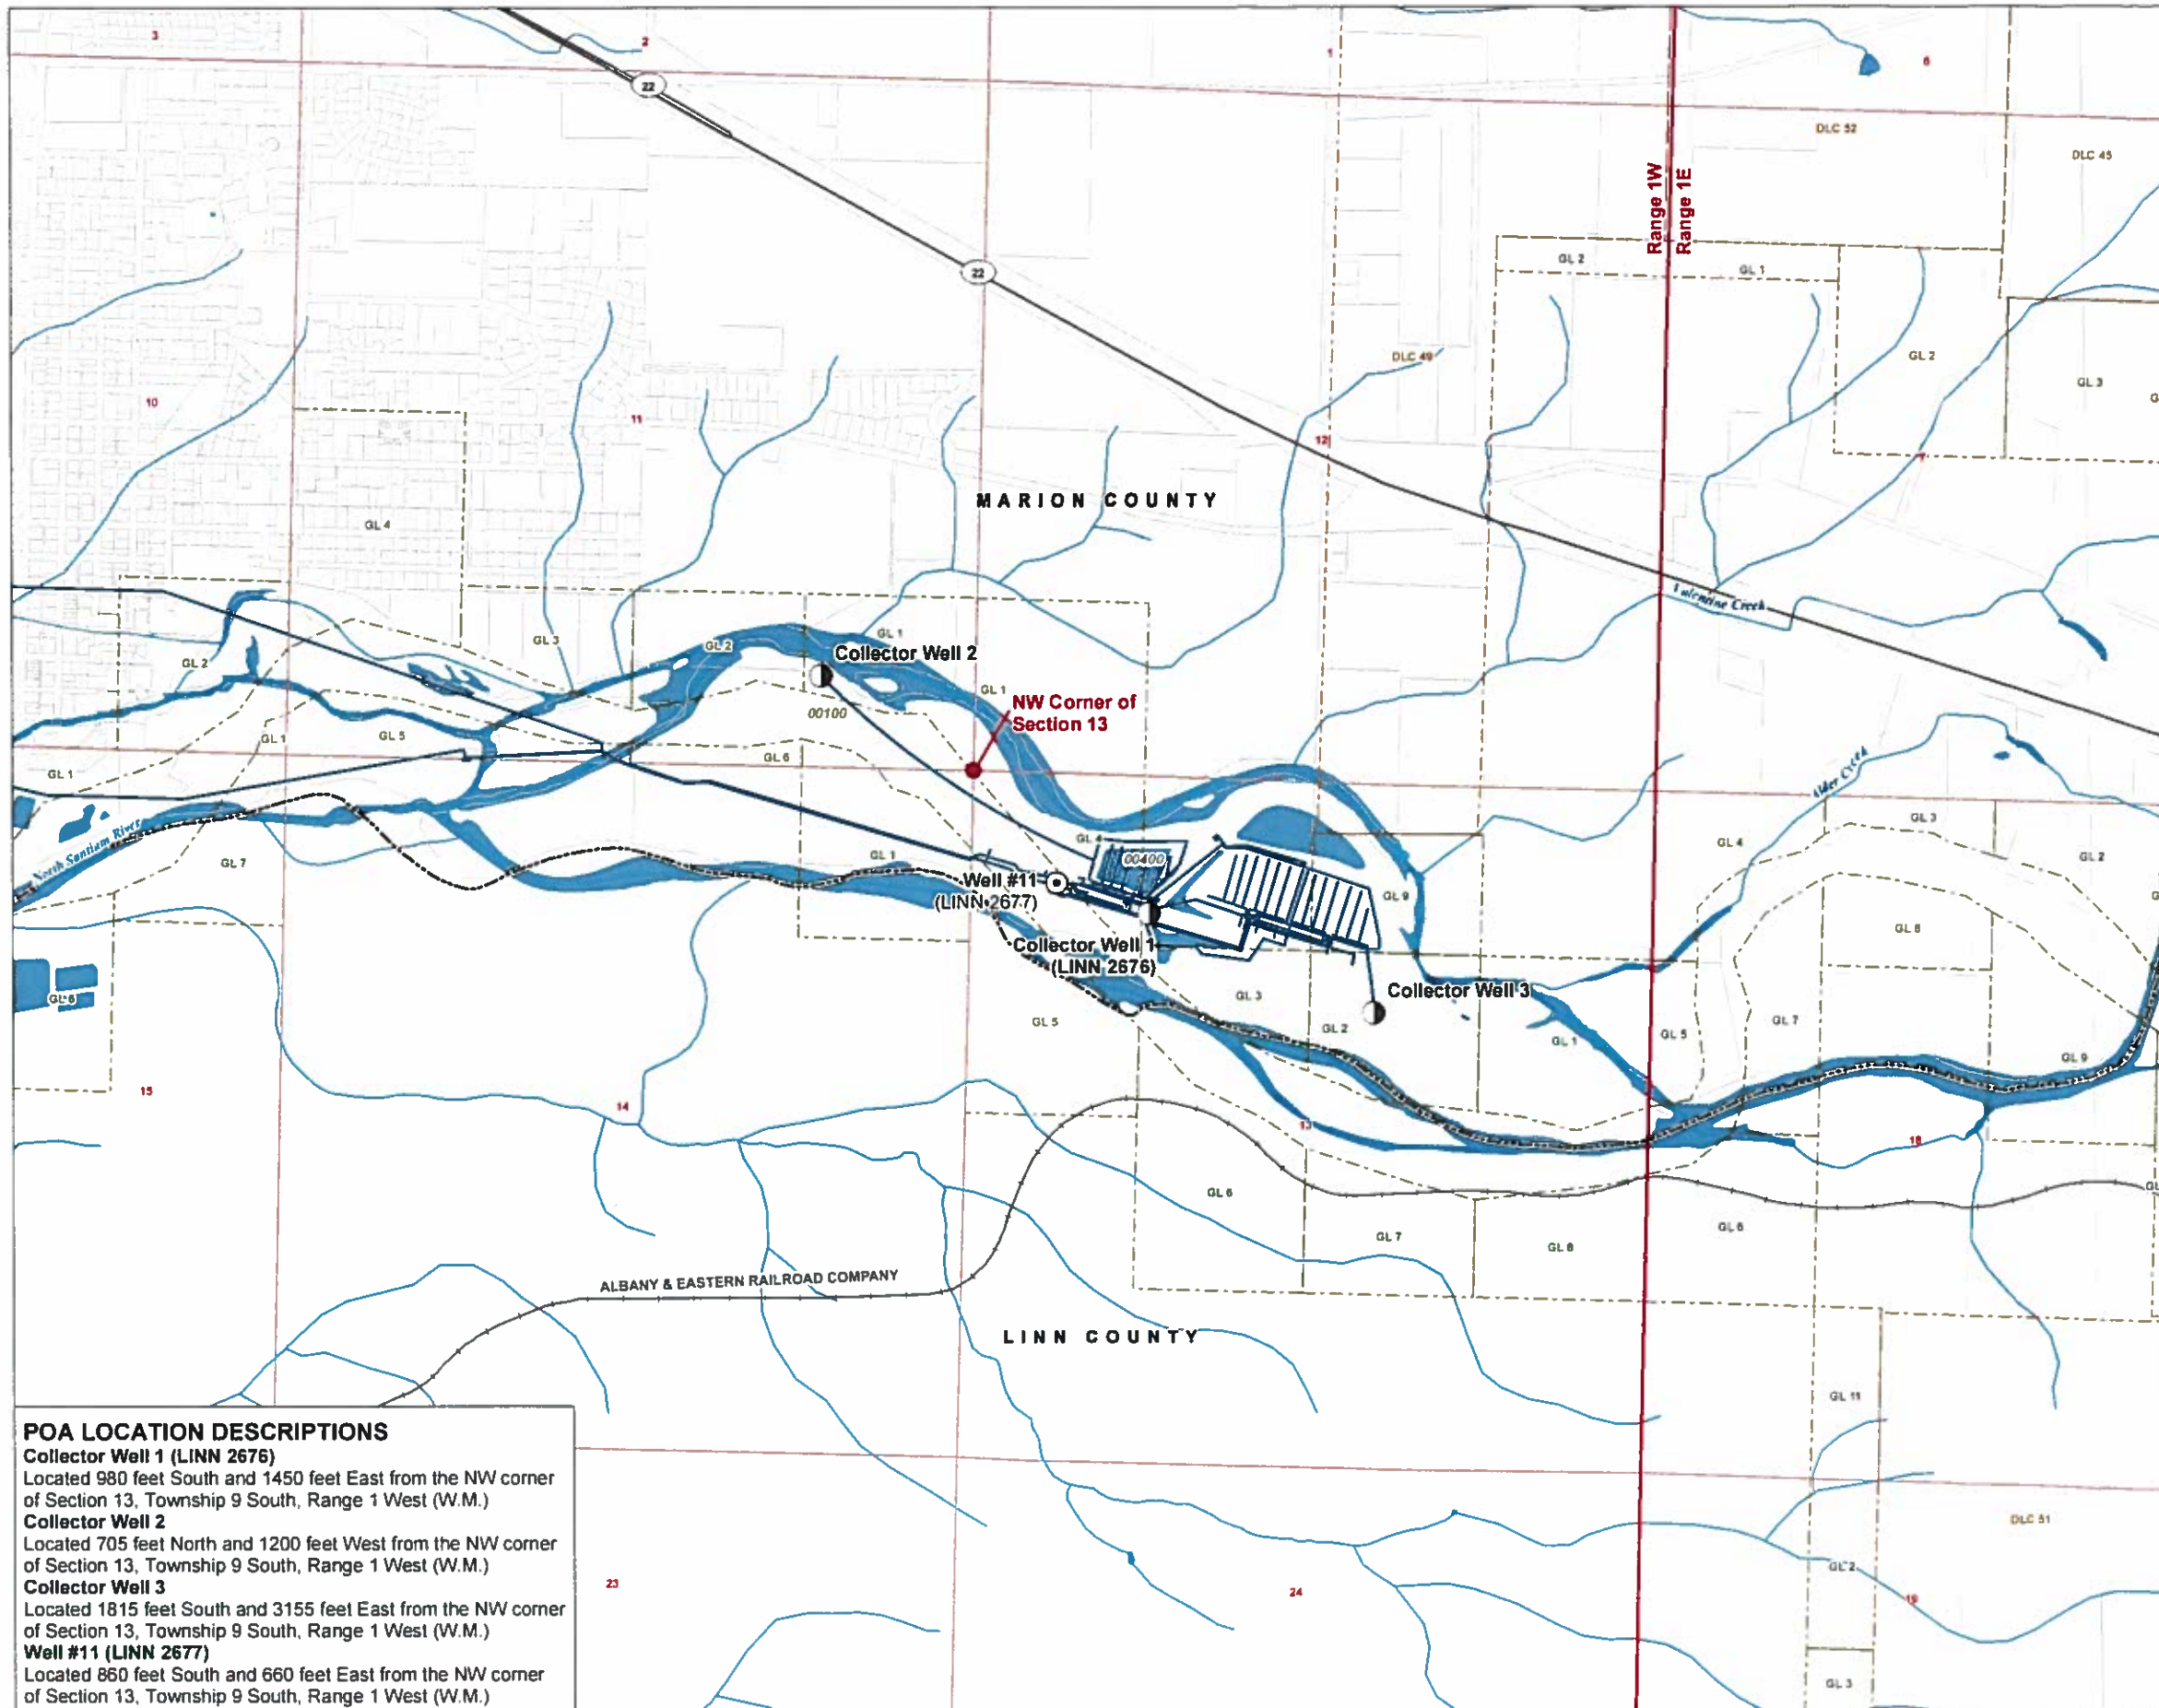 3
2
1
6
22
DLC 52
DLC 45
Range 1W
Range 1E
GL 2
GL 1
22
DLC 49
GL 2
GL 3
10
11
12
7
MARION COUNTY
GL 4
Valentine Creek
GL 3
GL 2
GL 1
GL 2
Collector Well 2
GL 1
NW Corner of
Section 13
00100
GL 1
GL 5
GL 6
GL 1
Alder Creek
North Santiam River
GL 7
GL 1
GL 4
00400
GL 4
GL 3
GL 2
Well #11
(LINN 2677)
GL 9
GL 8
Collector Well 1
(LINN 2676)
Collector Well 3
GL 6
GL 3
GL 5
GL 2
GL 1
GL 5
GL 7
GL 9
15
14
13
18
GL 6
GL 7
GL 8
GL 6
GL
ALBANY & EASTERN RAILROAD COMPANY
LINN COUNTY
GL 11
DLC 51
GL 2
23
24
19
GL 3
POA LOCATION DESCRIPTIONS
Collector Well 1 (LINN 2676)
Located 980 feet South and 1450 feet East from the NW corner
of Section 13, Township 9 South, Range 1 West (W.M.)
Collector Well 2
Located 705 feet North and 1200 feet West from the NW corner
of Section 13, Township 9 South, Range 1 West (W.M.)
Collector Well 3
Located 1815 feet South and 3155 feet East from the NW corner
of Section 13, Township 9 South, Range 1 West (W.M.)
Well #11 (LINN 2677)
Located 860 feet South and 660 feet East from the NW corner
of Section 13, Township 9 South, Range 1 West (W.M.)